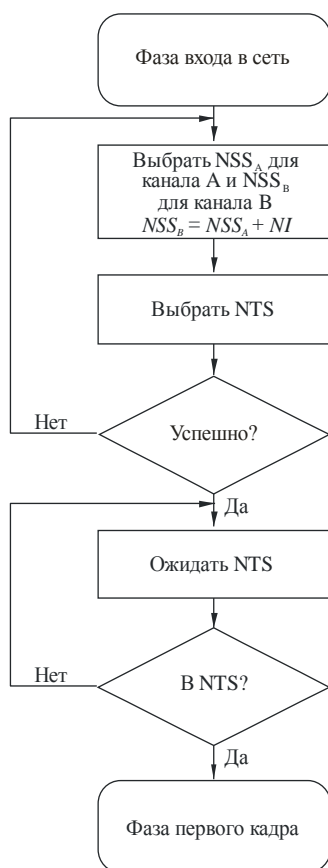 Фаза входа в сеть
Выбрать NSS_A для
канала A и NSS_B
для канала B
NSS_B = NSS_A + NI
Выбрать NTS
Нет
Успешно?
Да
Ожидать NTS
Нет
В NTS?
Да
Фаза первого кадра